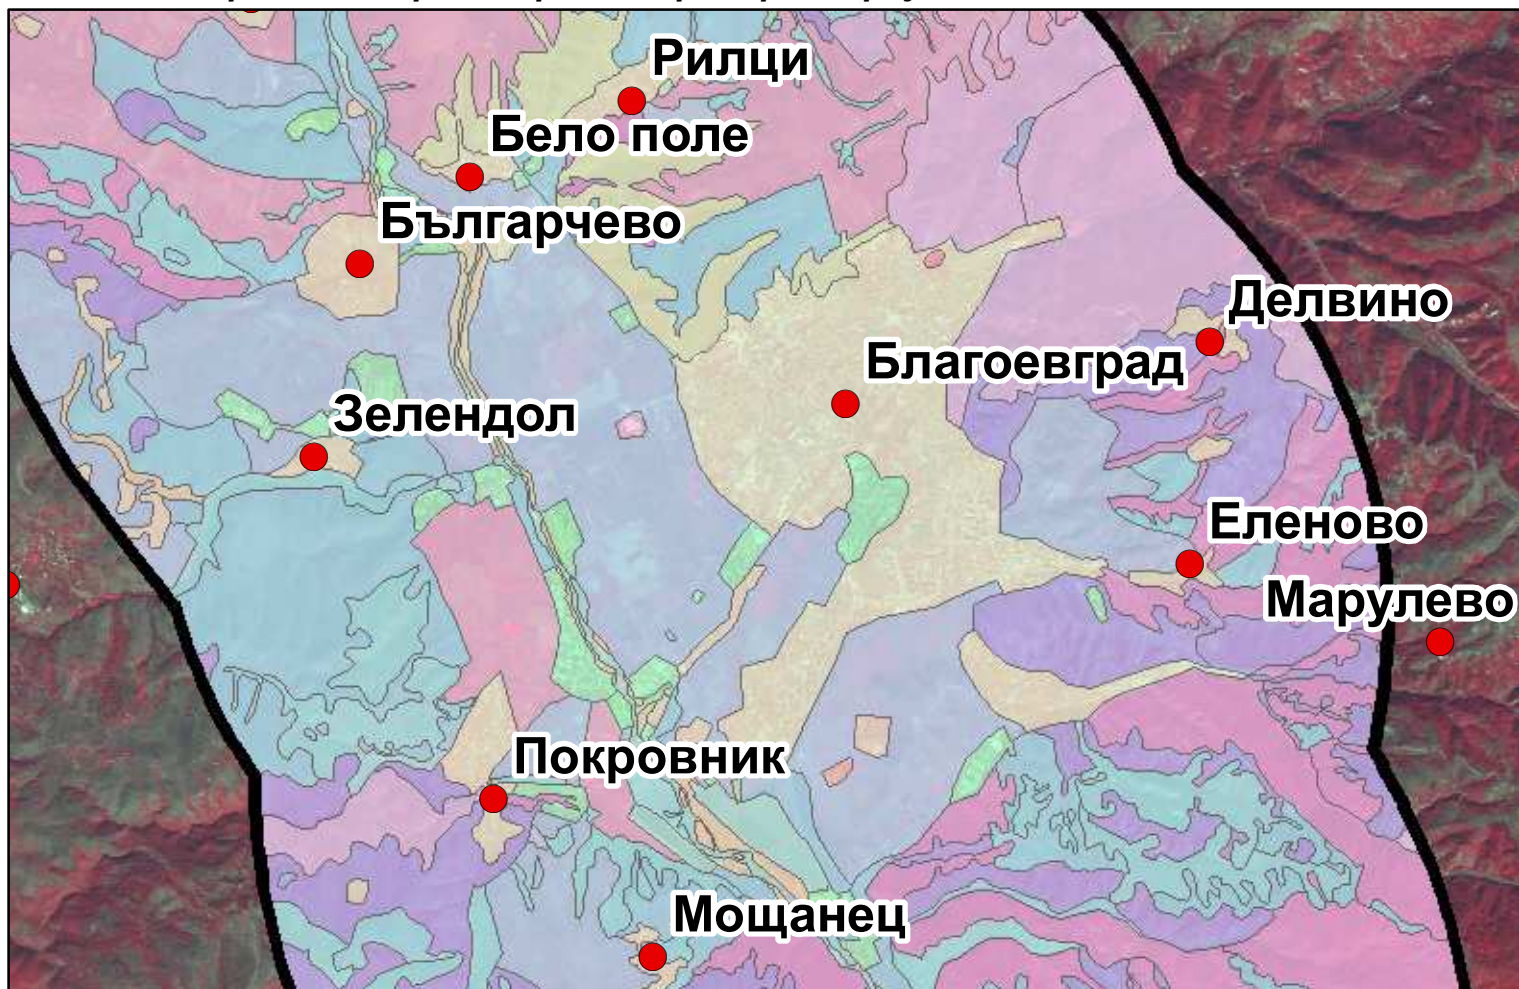 Рилци
Бело поле
Българчево
Делвино
Благоевград
Зелендол
Еленово
Марулево
Покровник
Мощанец